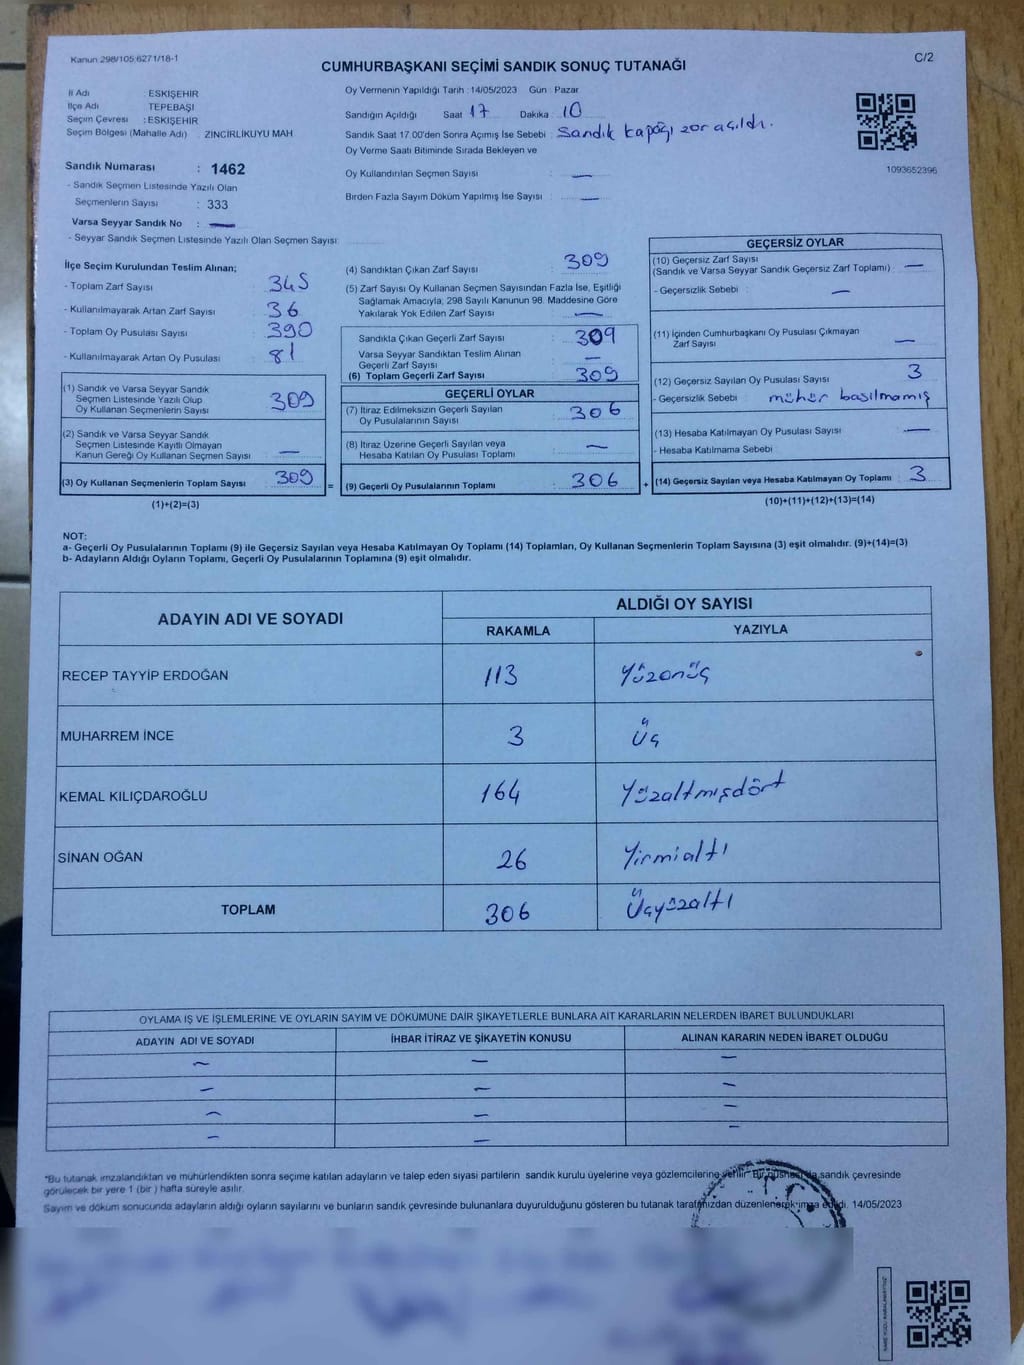 Kanun 298/105 6271/18-1
C/2
CUMHURBAŞKANI SEÇİMİ SANDIK SONUÇ TUTANAĞI
İl Adı : ESKİŞEHİR
İlçe Adı TEPEBAŞI
Seçim Çevresi : ESKİŞEHİR
Seçim Bölgesi (Mahalle Adı) : ZINCIRLIKUYU MAH
Sandık Numarası : 1462
- Sandık Seçmen Listesinde Yazılı Olan
Seçmenlerin Sayısı : 333
Varsa Seyyar Sandık No : —
- Seyyar Sandık Seçmen Listesinde Yazılı Olan Seçmen Sayısı:
Oy Vermenin Yapıldığı Tarih : 14/05/2023 Gün : Pazar
Sandığın Açıldığı Saat 17 Dakika : 10
Sandık Saat 17.00'den Sonra Açımış İse Sebebi : Sandık kapağı zor açıldı.
Oy Verme Saati Bitiminde Sırada Bekleyen ve
Oy Kullandırılan Seçmen Sayısı : —
Birden Fazla Sayım Döküm Yapılmış İse Sayısı : —
1093652396
İlçe Seçim Kurulundan Teslim Alınan;
- Toplam Zarf Sayısı : 345
- Kullanılmayarak Artan Zarf Sayısı : 36
- Toplam Oy Pusulası Sayısı : 390
- Kullanılmayarak Artan Oy Pusulası : 81
(1) Sandık ve Varsa Seyyar Sandık
Seçmen Listesinde Yazılı Olup
Oy Kullanan Seçmenlerin Sayısı : 309
(2) Sandık ve Varsa Seyyar Sandık
Seçmen Listesinde Kayıtlı Olmayan
Kanun Gereği Oy Kullanan Seçmen Sayısı : —
(3) Oy Kullanan Seçmenlerin Toplam Sayısı : 309
(1)+(2)=(3)
=
(4) Sandıktan Çıkan Zarf Sayısı : 309
(5) Zarf Sayısı Oy Kullanan Seçmen Sayısından Fazla İse, Eşitliği
Sağlamak Amacıyla; 298 Sayılı Kanunun 98. Maddesine Göre
Yakılarak Yok Edilen Zarf Sayısı : —
Sandıkta Çıkan Geçerli Zarf Sayısı : 309
Varsa Seyyar Sandıktan Teslim Alınan
Geçerli Zarf Sayısı : —
(6) Toplam Geçerli Zarf Sayısı : 309
GEÇERLİ OYLAR
(7) İtiraz Edilmeksizin Geçerli Sayılan
Oy Pusulalarının Sayısı : 306
(8) İtiraz Üzerine Geçerli Sayılan veya
Hesaba Katılan Oy Pusulası Toplamı : —
(9) Geçerli Oy Pusulalarının Toplamı : 306
+
GEÇERSİZ OYLAR
(10) Geçersiz Zarf Sayısı
(Sandık ve Varsa Seyyar Sandık Geçersiz Zarf Toplamı) : —
- Geçersizlik Sebebi : —
(11) İçinden Cumhurbaşkanı Oy Pusulası Çıkmayan
Zarf Sayısı : —
(12) Geçersiz Sayılan Oy Pusulası Sayısı : 3
- Geçersizlik Sebebi : mühür basılmamış
(13) Hesaba Katılmayan Oy Pusulası Sayısı : —
- Hesaba Katılmama Sebebi :
(14) Geçersiz Sayılan veya Hesaba Katılmayan Oy Toplamı : 3
(10)+(11)+(12)+(13)=(14)
NOT:
a- Geçerli Oy Pusulalarının Toplamı (9) ile Geçersiz Sayılan veya Hesaba Katılmayan Oy Toplamı (14) Toplamları, Oy Kullanan Seçmenlerin Toplam Sayısına (3) eşit olmalıdır. (9)+(14)=(3)
b- Adayların Aldığı Oyların Toplamı, Geçerli Oy Pusulalarının Toplamına (9) eşit olmalıdır.
ADAYIN ADI VE SOYADI
ALDIĞI OY SAYISI
RAKAMLA YAZIYLA
RECEP TAYYİP ERDOĞAN 113 Yüzonüç
MUHARREM İNCE 3 Üç
KEMAL KILIÇDAROĞLU 164 Yüzaltmışdört
SİNAN OĞAN 26 Yirmialtı
TOPLAM 306 Üçyüzaltı
OYLAMA İŞ VE İŞLEMLERİNE VE OYLARIN SAYIM VE DÖKÜMÜNE DAİR ŞİKAYETLERLE BUNLARA AİT KARARLARIN NELERDEN İBARET BULUNDUKLARI
ADAYIN ADI VE SOYADI İHBAR İTİRAZ VE ŞİKAYETİN KONUSU ALINAN KARARIN NEDEN İBARET OLDUĞU
— — —
— — —
— — —
— — —
*Bu tutanak imzalandıktan ve mühürlendikten sonra seçime katılan adayların ve talep eden siyasi partilerin sandık kurulu üyelerine veya gözlemcilerine verilir. Bir nüshası da sandık çevresinde
görülecek bir yere 1 (bir ) hafta süreyle asılır.
Sayım ve döküm sonucunda adayların aldığı oyların sayılarını ve bunların sandık çevresinde bulunanlara duyurulduğunu gösteren bu tutanak tarafımızdan düzenlenerek imza edildi. 14/05/2023